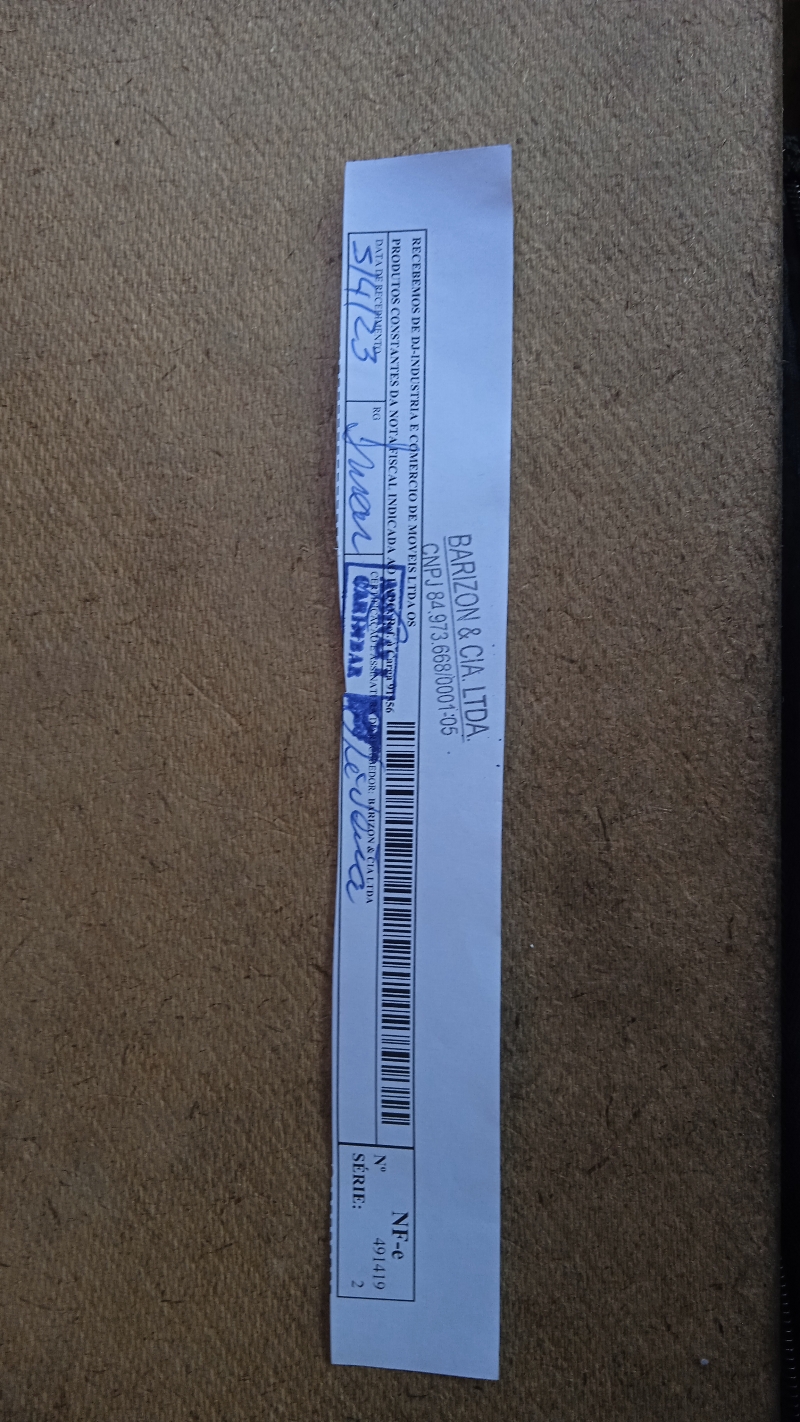 BARIZON & CIA. LTDA.
CNPJ 84.973.668/0001-05
RECEBEMOS DE DJ-INDUSTRIA E COMERCIO DE MOVEIS LTDA OS
PRODUTOS CONSTANTES DA NOTA FISCAL INDICADA AO Carga
DATA DE RECEBIMENTO
5/4/23
RG
BARIZON & CIA LTDA
CARIMBAR
NF-e
Nº 491419
SÉRIE: 2